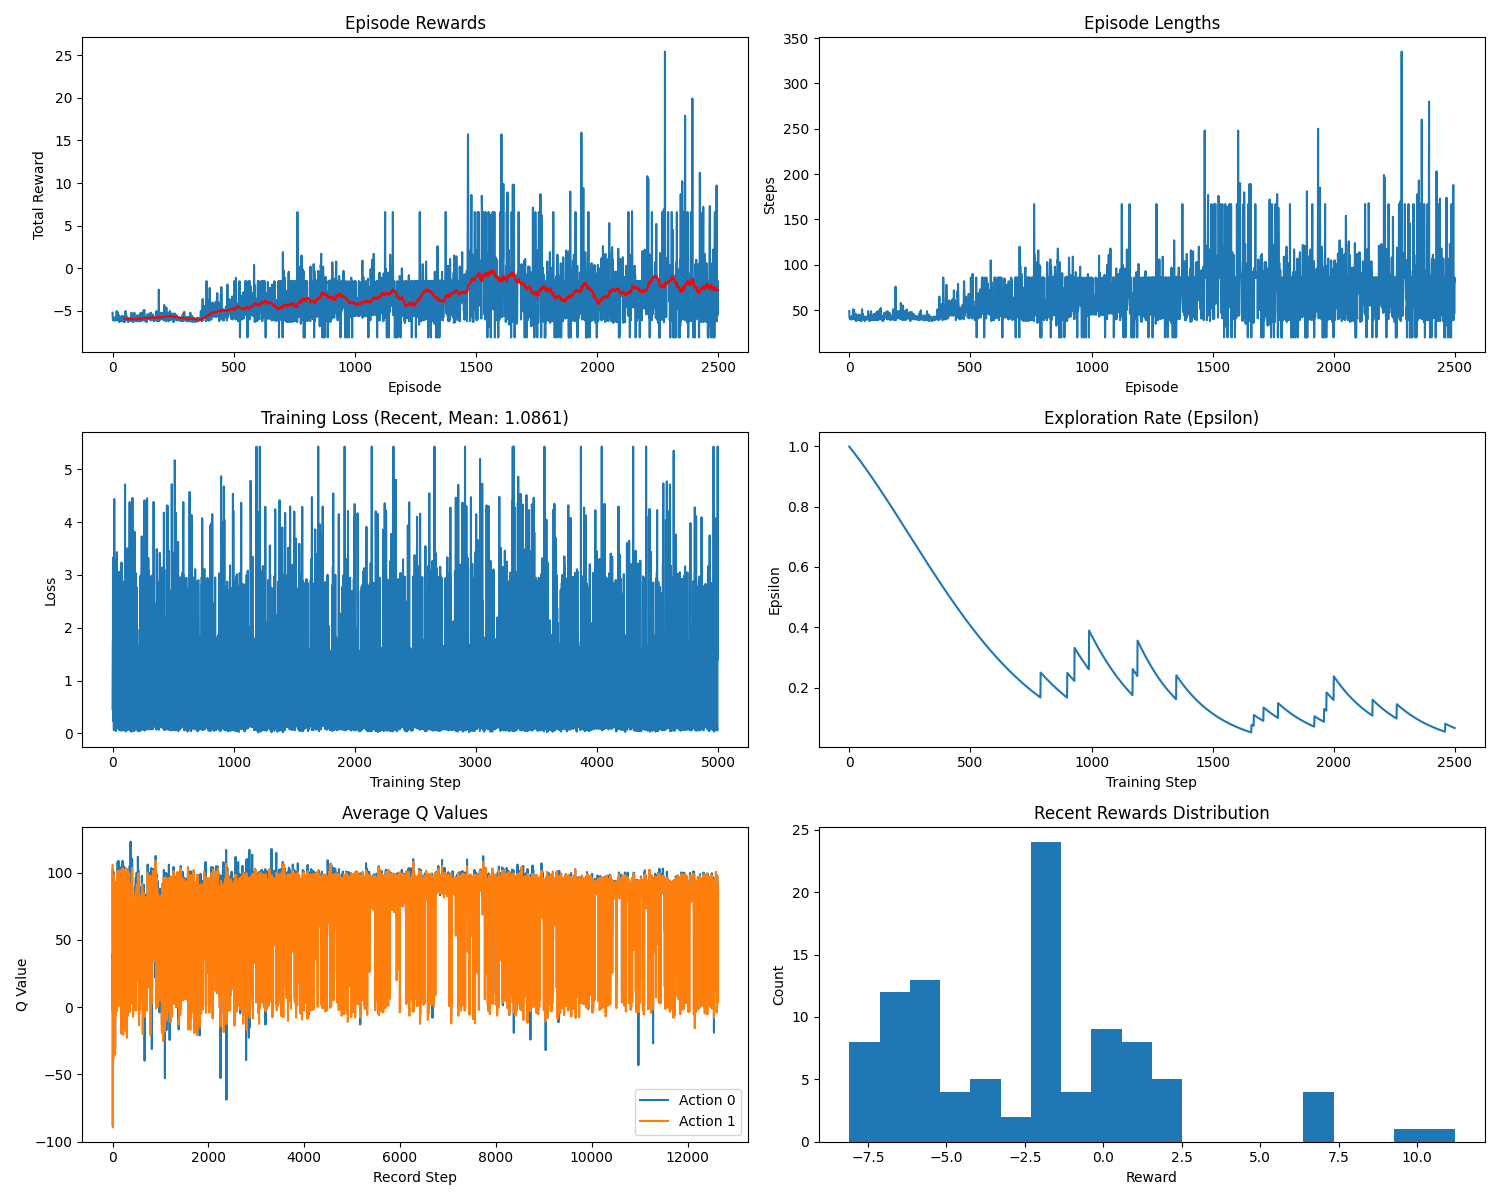 Episode Rewards
Total Reward
25
20
15
10
5
0
−5
0 500 1000 1500 2000 2500
Episode
Episode Lengths
Steps
350
300
250
200
150
100
50
0 500 1000 1500 2000 2500
Episode
Training Loss (Recent, Mean: 1.0861)
Loss
5
4
3
2
1
0
0 1000 2000 3000 4000 5000
Training Step
Exploration Rate (Epsilon)
Epsilon
1.0
0.8
0.6
0.4
0.2
0 500 1000 1500 2000 2500
Training Step
Average Q Values
Q Value
100
50
0
−50
−100
Action 0
Action 1
0 2000 4000 6000 8000 10000 12000
Record Step
Recent Rewards Distribution
Count
25
20
15
10
5
0
−7.5 −5.0 −2.5 0.0 2.5 5.0 7.5 10.0
Reward